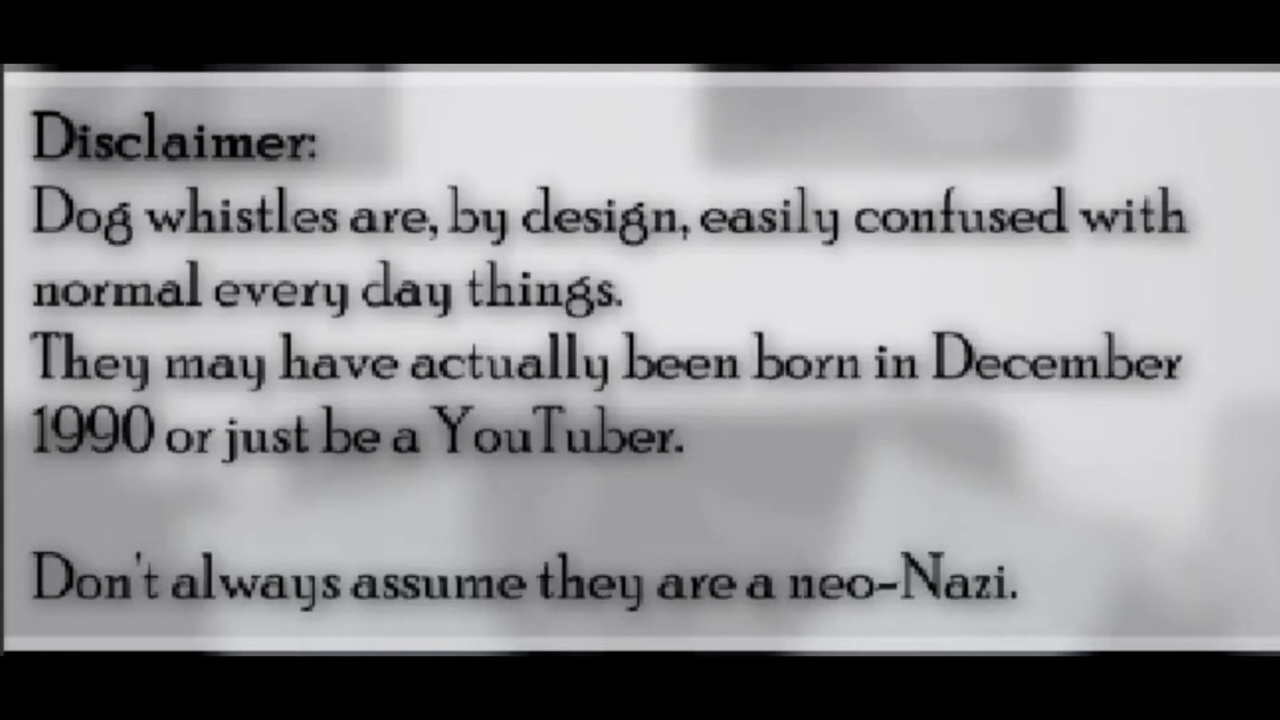 Disclaimer:
Dog whistles are, by design, easily confused with
normal every day things.
They may have actually been born in December
1990 or just be a YouTuber.
Don't always assume they are a neo-Nazi.